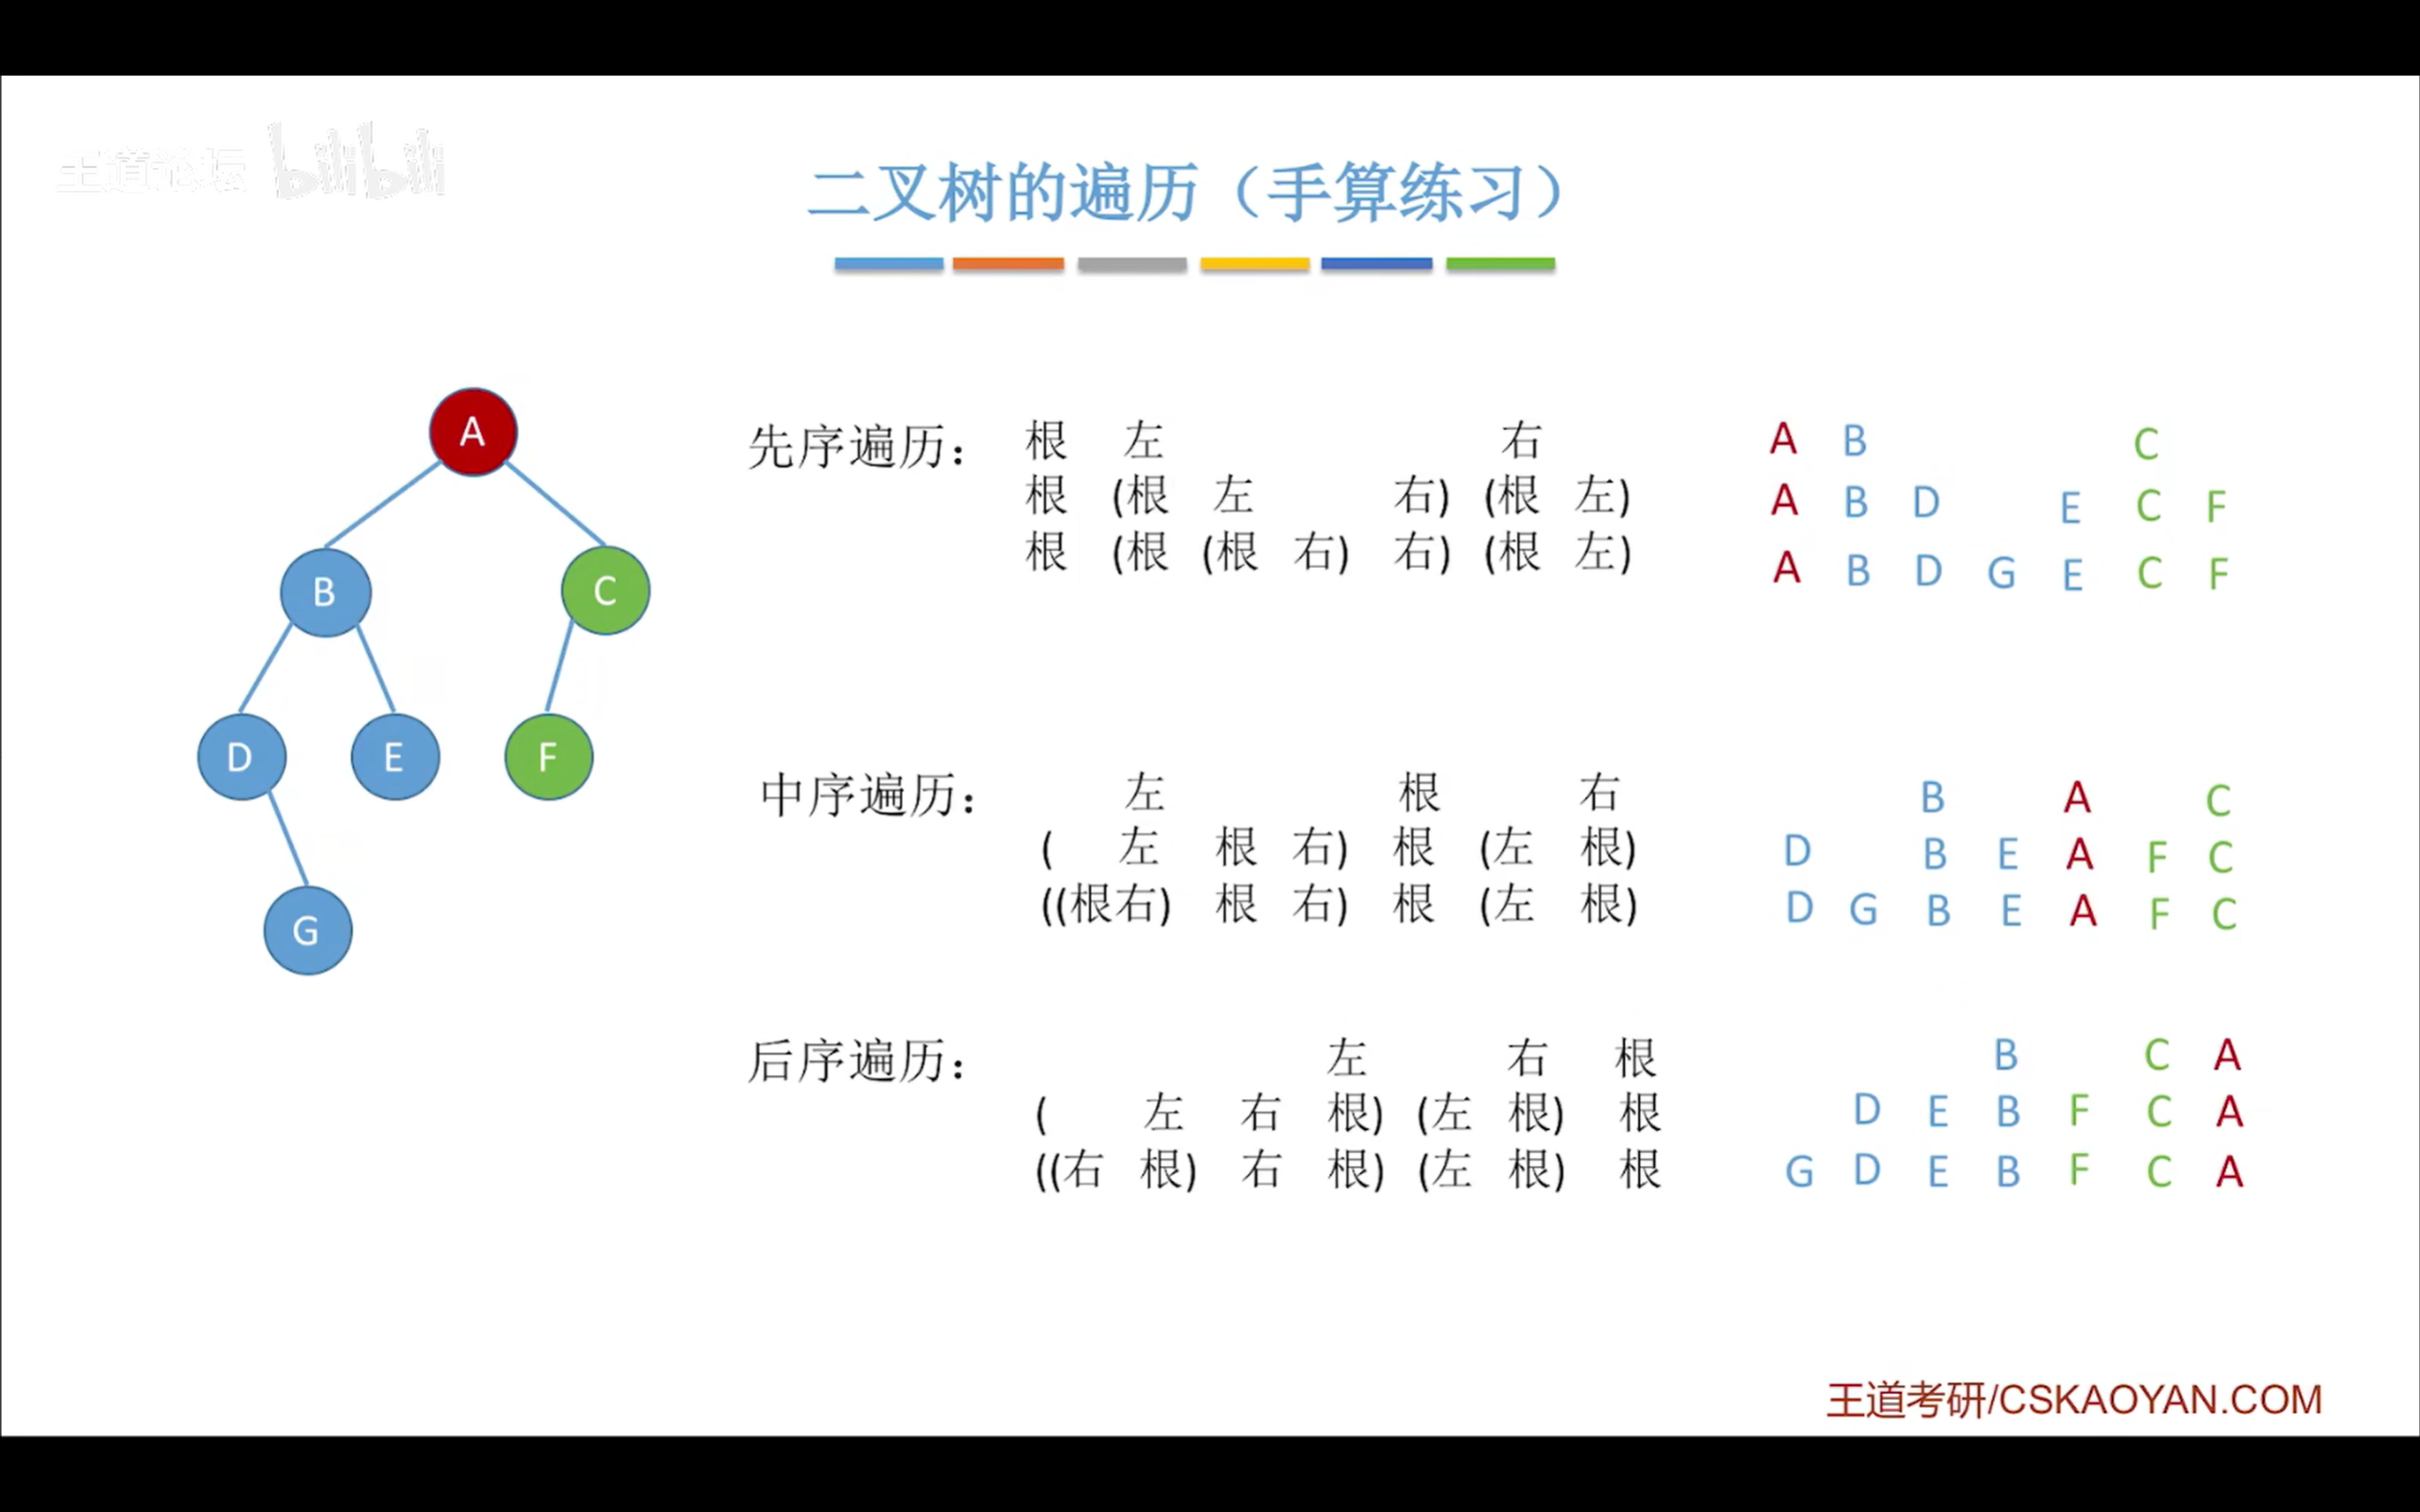 王道论坛 bilibili
二叉树的遍历（手算练习）
A
B C
D E F
G
先序遍历： 根 左 右 A B C
根 (根 左 右) (根 左) A B D E C F
根 (根 (根 右) 右) (根 左) A B D G E C F
中序遍历： 左 根 右 B A C
( 左 根 右) 根 (左 根) D B E A F C
((根右) 根 右) 根 (左 根) D G B E A F C
后序遍历： 左 右 根 B C A
( 左 右 根) (左 根) 根 D E B F C A
((右 根) 右 根) (左 根) 根 G D E B F C A
王道考研/CSKAOYAN.COM